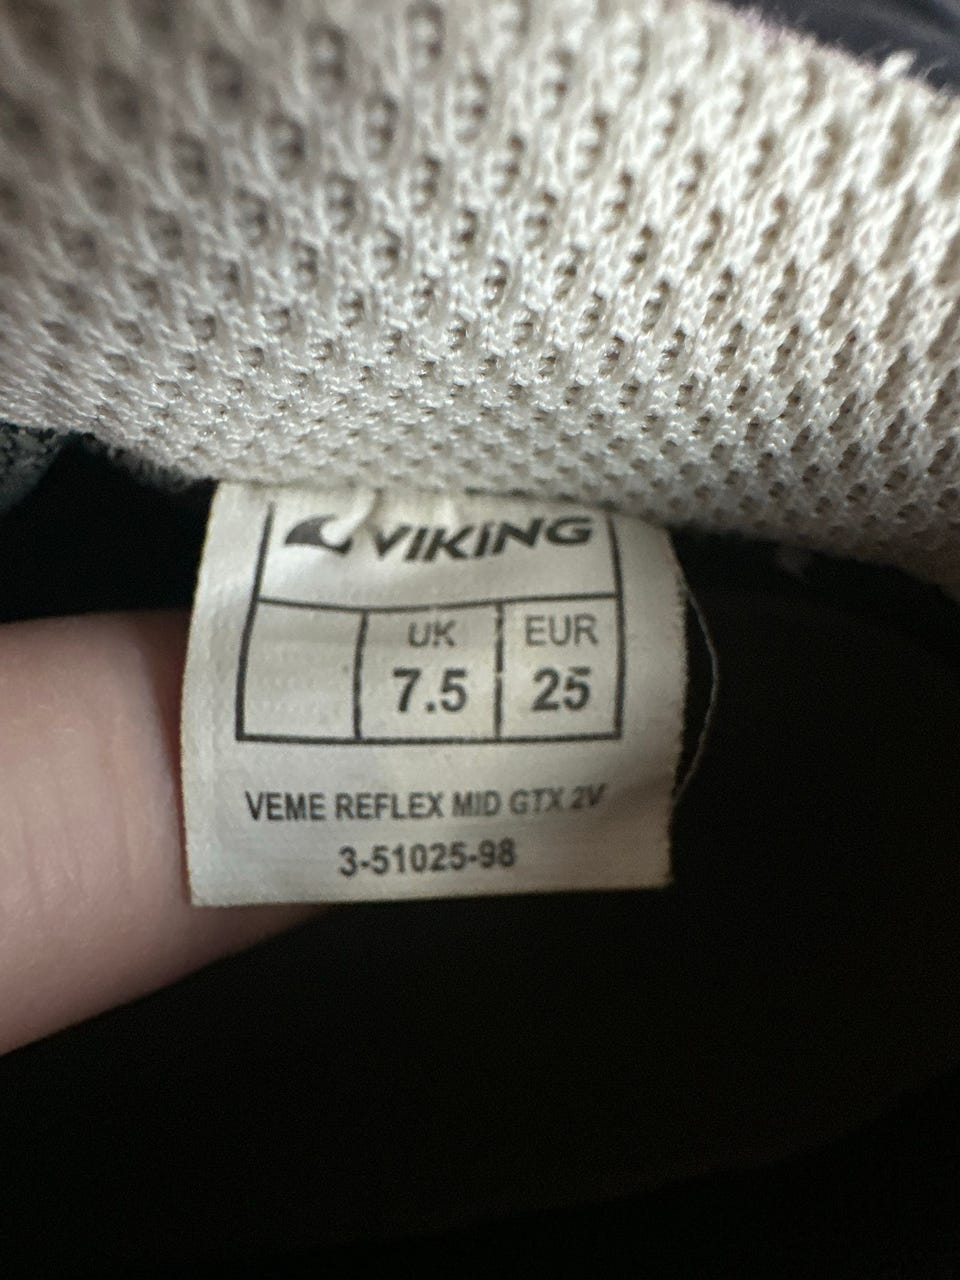 VIKING
UK EUR
7.5 25
VEME REFLEX MID GTX 2V
3-51025-98